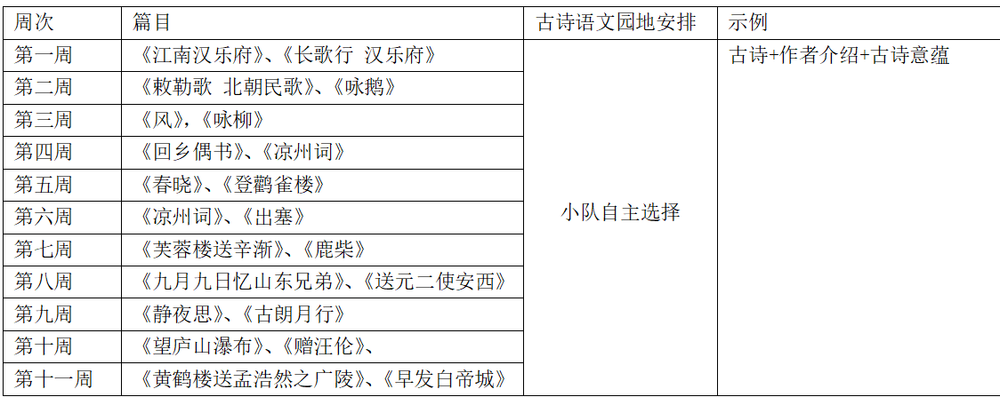 周次 篇目 古诗语文园地安排 示例
第一周 《江南汉乐府》、《长歌行 汉乐府》 古诗+作者介绍+古诗意蕴
第二周 《敕勒歌 北朝民歌》、《咏鹅》
第三周 《风》，《咏柳》
第四周 《回乡偶书》、《凉州词》
第五周 《春晓》、《登鹳雀楼》
第六周 《凉州词》、《出塞》 小队自主选择
第七周 《芙蓉楼送辛渐》、《鹿柴》
第八周 《九月九日忆山东兄弟》、《送元二使安西》
第九周 《静夜思》、《古朗月行》
第十周 《望庐山瀑布》、《赠汪伦》、
第十一周 《黄鹤楼送孟浩然之广陵》、《早发白帝城》